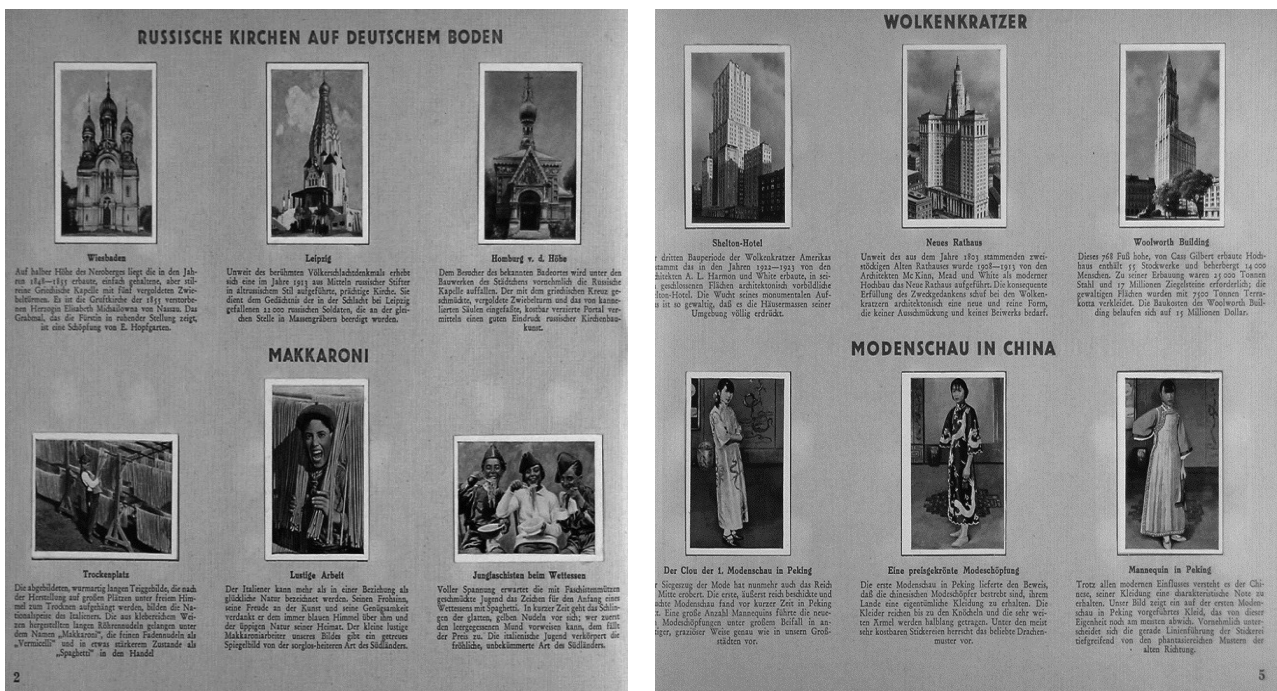 RUSSISCHE KIRCHEN AUF DEUTSCHEM BODEN
Wiesbaden
Auf halber Höhe des Neroberges liegt die in den Jah-
ren 1848—1855 erbaute, einfach gehaltene, aber stil-
reine Griechische Kapelle mit fünf vergoldeten Zwie-
beltürmen. Es ist die Gruftkirche der 1855 verstorbe-
nen Herzogin Elisabeth Michailowna von Nassau. Das
Grabmal, das die Fürstin in ruhender Stellung zeigt,
ist eine Schöpfung von E. Hopfgarten.
Leipzig
Unweit des berühmten Völkerschlachtdenkmals erhebt
sich eine im Jahre 1913 aus Mitteln russischer Stifter
in altrussischem Stil ausgeführte, prächtige Kirche. Sie
dient dem Gedächtnis der in der Schlacht bei Leipzig
gefallenen 22 000 russischen Soldaten, die an der glei-
chen Stelle in Massengräbern beerdigt wurden.
Homburg v. d. Höhe
Dem Besucher des bekannten Badeortes wird unter den
Bauwerken des Städtchens vornehmlich die Russische
Kapelle auffallen. Der mit dem griechischen Kreuz ge-
schmückte, vergoldete Zwiebelturm und das von kanne-
lierten Säulen eingefaßte, kostbar verzierte Portal ver-
mitteln einen guten Eindruck russischer Kirchenbau-
kunst.
MAKKARONI
Trockenplatz
Die abgebildeten, wurmartig langen Teiggebilde, die nach
der Herstellung auf großen Plätzen unter freiem Him-
mel zum Trocknen aufgehängt werden, bilden die Na-
tionalspeise des Italieners. Die aus kleberreichem Wei-
zen hergestellten langen Röhrennudeln gelangen unter
dem Namen „Makkaroni", die feinen Fadennudeln als
„Vermicelli" und in etwas stärkerem Zustande als
„Spaghetti" in den Handel
Lustige Arbeit
Der Italiener kann mehr als in einer Beziehung als
glückliche Natur bezeichnet werden. Seinen Frohsinn,
seine Freude an der Kunst und seine Genügsamkeit
verdankt er dem immer blauen Himmel über ihm und
der üppigen Natur seiner Heimat. Der kleine lustige
Makkaroniarbeiter unseres Bildes gibt ein getreues
Spiegelbild von der sorglos-heiteren Art des Südländers.
Jungfaschisten beim Wettessen
Voller Spannung erwartet die mit Faschistenmützen
geschmückte Jugend das Zeichen für den Anfang eines
Wettessens mit Spaghetti. In kurzer Zeit geht das Schlin-
gen der glatten, gelben Nudeln vor sich; wer zuerst
den leergegessenen Mund vorweisen kann, dem fällt
der Preis zu. Die italienische Jugend verkörpert die
fröhliche, unbekümmerte Art des Südländers.
2
WOLKENKRATZER
Shelton-Hotel
dritten Bauperiode der Wolkenkratzer Amerikas
stammt das in den Jahren 1922—1923 von den
hitekten A. L. Harmon und White erbaute, in sei-
geschlossenen Flächen architektonisch vorbildliche
ton-Hotel. Die Wucht seines monumentalen Auf-
ist so gewaltig, daß es die Häusermassen seiner
Umgebung völlig erdrückt.
Neues Rathaus
Unweit des aus dem Jahre 1803 stammenden zwei-
stöckigen Alten Rathauses wurde 1908—1913 von den
Architekten Mc Kinn, Mead und White als moderner
Hochbau das Neue Rathaus aufgeführt. Die konsequente
Erfüllung des Zweckgedankens schuf bei den Wolken-
kratzern architektonisch eine neue und reine Form,
die keiner Ausschmückung und keines Beiwerks bedarf.
Woolworth Building
Dieses 768 Fuß hohe, von Cass Gilbert erbaute Hoch-
haus enthält 55 Stockwerke und beherbergt 14 000
Menschen. Zu seiner Erbauung waren 25 000 Tonnen
Stahl und 17 Millionen Ziegelsteine erforderlich; die
gewaltigen Flächen wurden mit 7500 Tonnen Terra-
kotta verkleidet. Die Baukosten des Woolworth Buil-
ding belaufen sich auf 15 Millionen Dollar.
MODENSCHAU IN CHINA
Der Clou der 1. Modenschau in Peking
Siegeszug der Mode hat nunmehr auch das Reich
Mitte erobert. Die erste, äußerst reich beschickte und
chte Modenschau fand vor kurzer Zeit in Peking
Eine große Anzahl Mannequins führte die neue-
Modeschöpfungen unter großem Beifall in an-
tiger, graziöser Weise genau wie in unsern Groß-
städten vor.
Eine preisgekrönte Modeschöpfung
Die erste Modenschau in Peking lieferte den Beweis,
daß die chinesischen Modeschöpfer bestrebt sind, ihrem
Lande eine eigentümliche Kleidung zu erhalten. Die
Kleider reichen bis zu den Knöcheln und die sehr wei-
ten Ärmel werden halblang getragen. Unter den meist
sehr kostbaren Stickereien herrscht das beliebte Drachen-
muster vor.
Mannequin in Peking
Trotz allen modernen Einflusses versteht es der Chi-
nese, seiner Kleidung eine charakteristische Note zu
erhalten. Unser Bild zeigt ein auf der ersten Moden-
schau in Peking vorgeführtes Kleid, das von dieser
Eigenheit noch am meisten abwich. Vornehmlich unter-
scheidet sich die gerade Linienführung der Stickerei
tiefgreifend von den phantasiereichen Mustern der
alten Richtung.
5